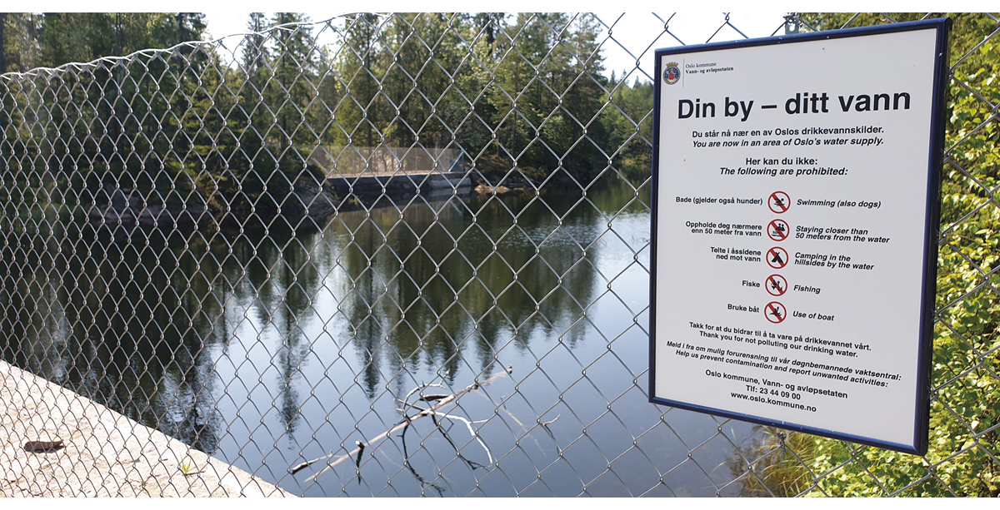 Oslo kommune
Vann- og avløpsetaten
Din by – ditt vann
Du står nå nær en av Oslos drikkevannskilder.
You are now in an area of Oslo's water supply.
Her kan du ikke:
The following are prohibited:
Bade (gjelder også hunder)
Swimming (also dogs)
Oppholde deg nærmere
enn 50 meter fra vann
Staying closer than
50 meters from the water
Telte i åssidene
ned mot vann
Camping in the
hillsides by the water
Fiske
Fishing
Bruke båt
Use of boat
Takk for at du bidrar til å ta vare på drikkevannet vårt.
Thank you for not polluting our drinking water.
Meld i fra om mulig forurensning til vår døgnbemannede vaktsentral:
Help us prevent contamination and report unwanted activities:
Oslo kommune, Vann- og avløpsetaten
Tlf: 23 44 09 00
www.oslo.kommune.no